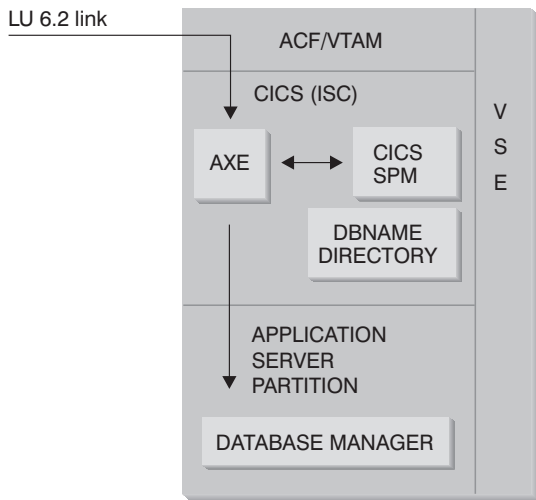 LU 6.2 link
ACF/VTAM
CICS (ISC)
AXE
CICS
SPM
DBNAME
DIRECTORY
APPLICATION
SERVER
PARTITION
DATABASE MANAGER
V
S
E